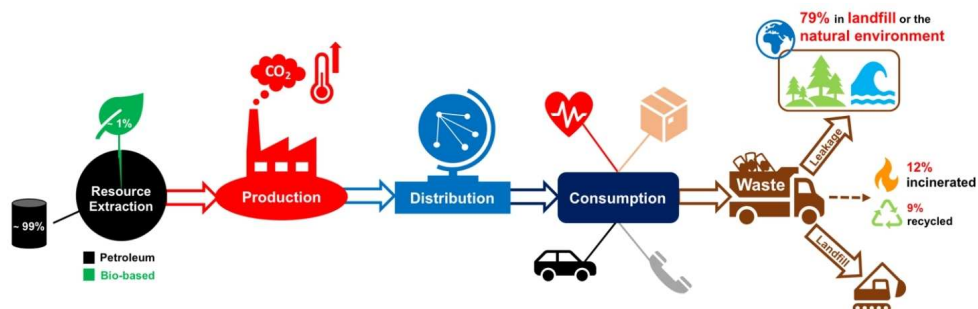 ~ 1%
~ 99%
Resource
Extraction
Petroleum
Bio-based
CO2
Production
Distribution
Consumption
Waste
Leakage
Landfill
79% in landfill or the
natural environment
12%
incinerated
9%
recycled